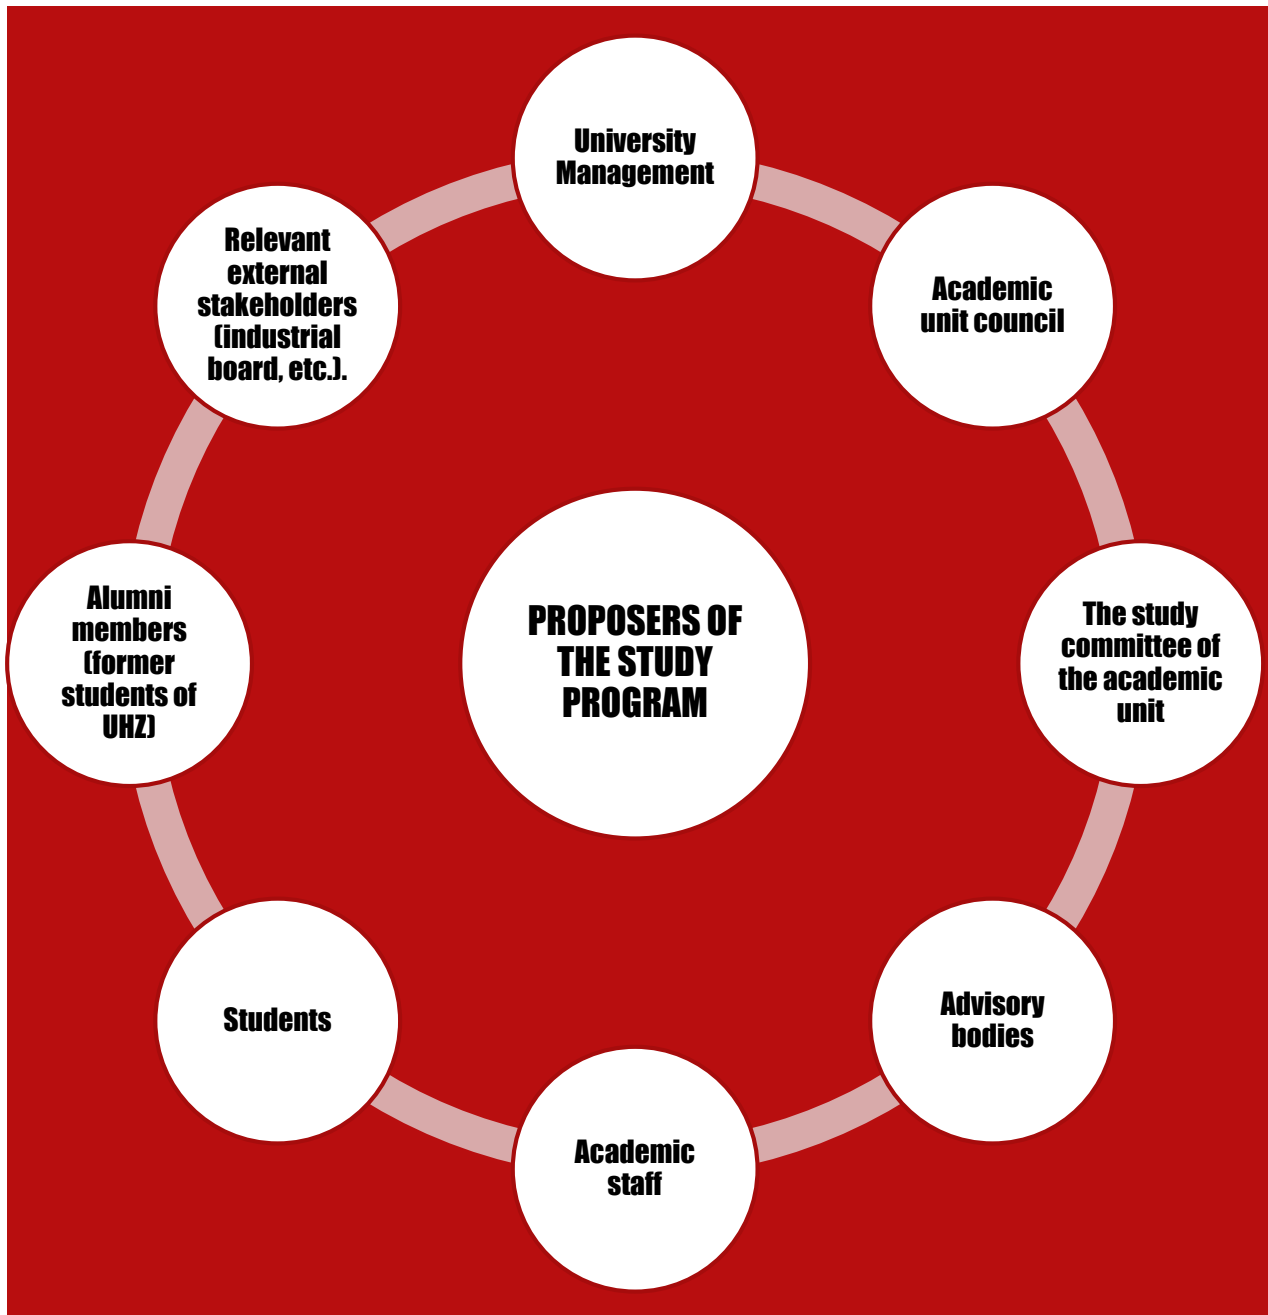 University
Management
Academic
unit council
The study
committee of
the academic
unit
Advisory
bodies
Academic
staff
Students
Alumni
members
(former
students of
UHZ)
Relevant
external
stakeholders
(industrial
board, etc.).
PROPOSERS OF
THE STUDY
PROGRAM